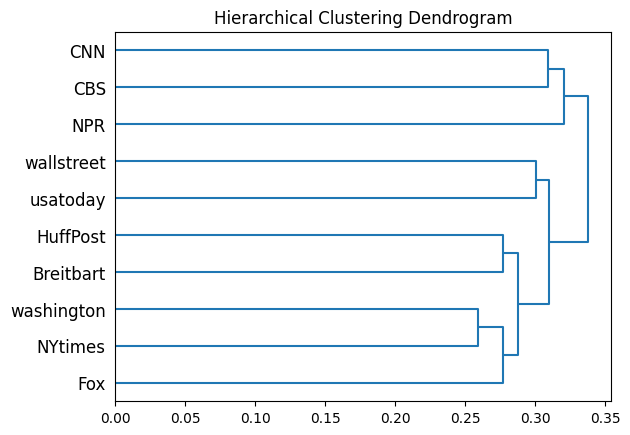 Hierarchical Clustering Dendrogram
CNN
CBS
NPR
wallstreet
usatoday
HuffPost
Breitbart
washington
NYtimes
Fox
0.00 0.05 0.10 0.15 0.20 0.25 0.30 0.35